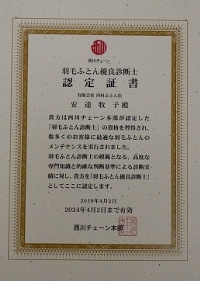 西川チェーン
羽毛ふとん優良診断士
認定証書
有限会社 河村ふとん店
安達 牧子殿
貴方は西川チェーン本部が認定した
「羽毛ふとん診断士」の資格を習得され、
数多くのお客様に最適な羽毛ふとんの
メンテナンスを実行されました。
羽毛ふとん診断士の模範となる、高度な
専門知識と的確な判断基準による診断実
績に対し、貴方を「羽毛ふとん優良診断士」
としてここに認定します。
2019年4月2日
2024年4月2日まで有効
西川チェーン本部